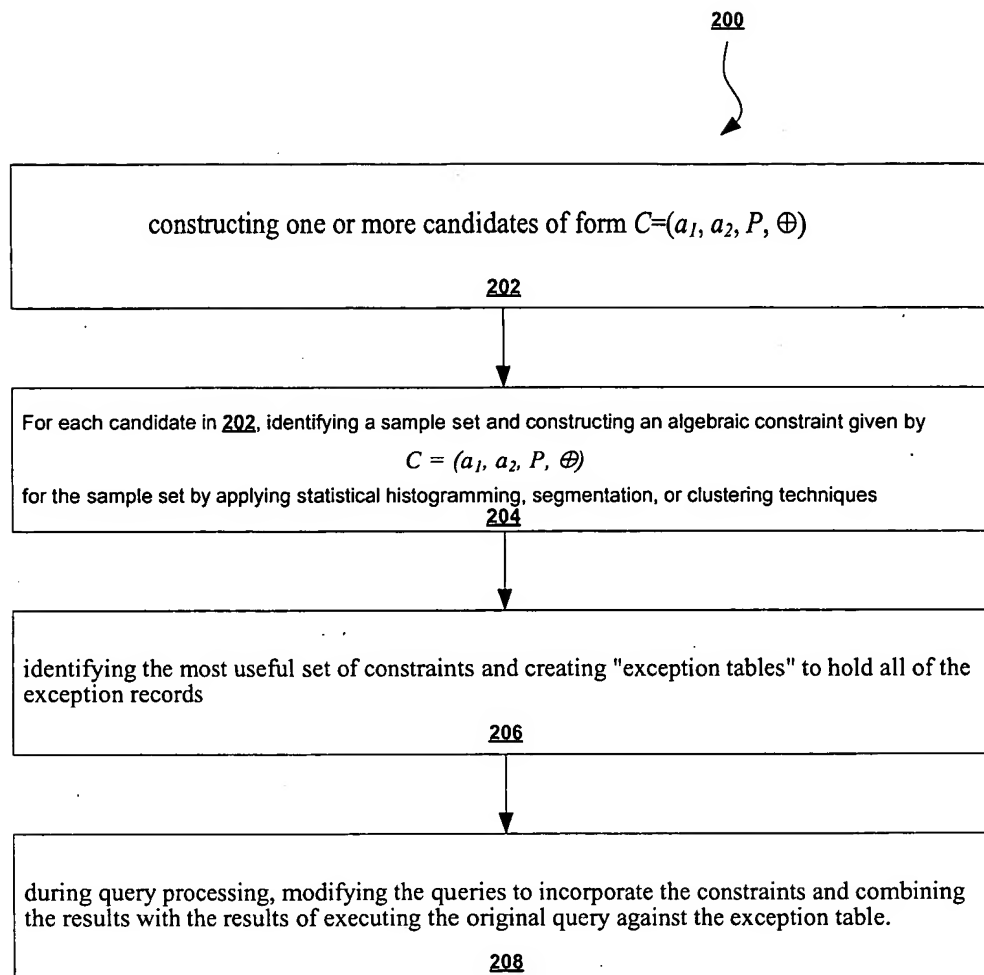 200
constructing one or more candidates of form C=(a₁, a₂, P, ⊕)
202
For each candidate in 202, identifying a sample set and constructing an algebraic constraint given by
C = (a₁, a₂, P, ⊕)
for the sample set by applying statistical histogramming, segmentation, or clustering techniques
204
identifying the most useful set of constraints and creating "exception tables" to hold all of the
exception records
206
during query processing, modifying the queries to incorporate the constraints and combining
the results with the results of executing the original query against the exception table.
208